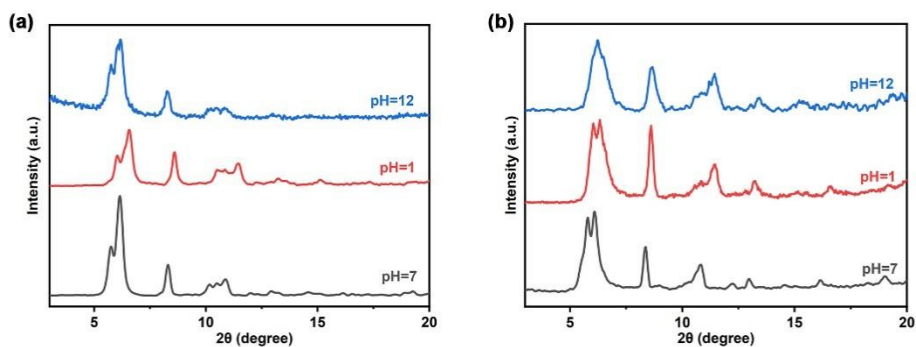 (a)
Intensity (a.u.)
pH=12
pH=1
pH=7
5 10 15 20
2θ (degree)
(b)
Intensity (a.u.)
pH=12
pH=1
pH=7
5 10 15 20
2θ (degree)